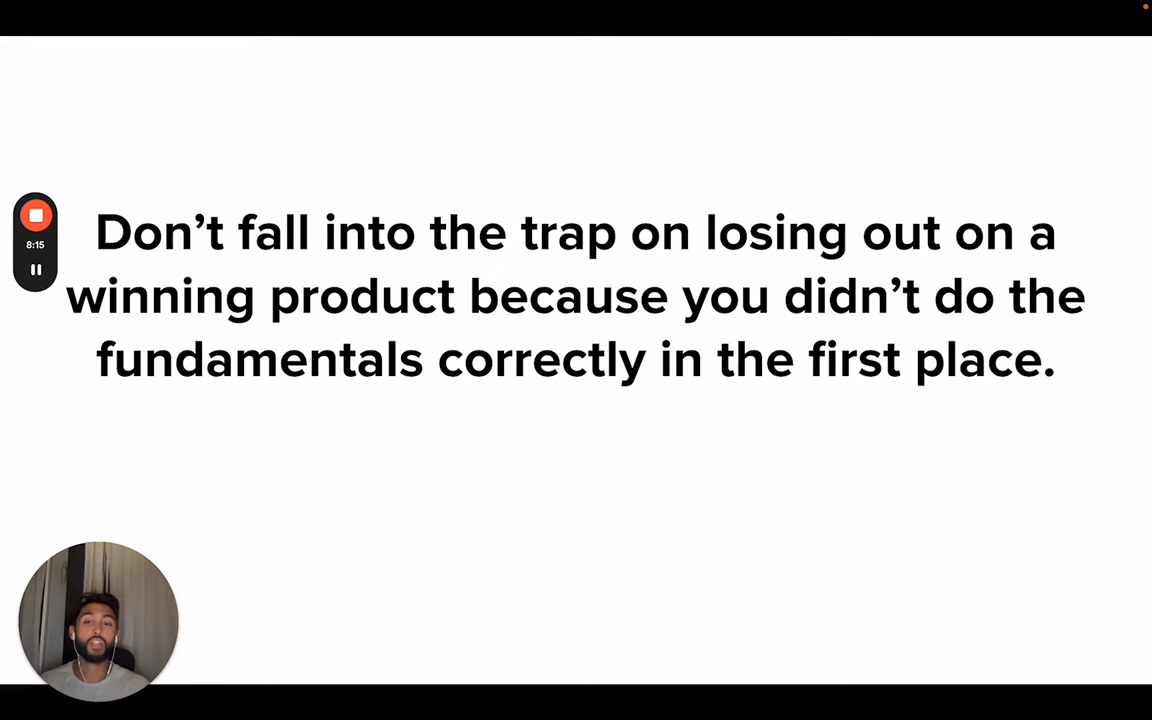 Don’t fall into the trap on losing out on a
winning product because you didn’t do the
fundamentals correctly in the first place.
8:15